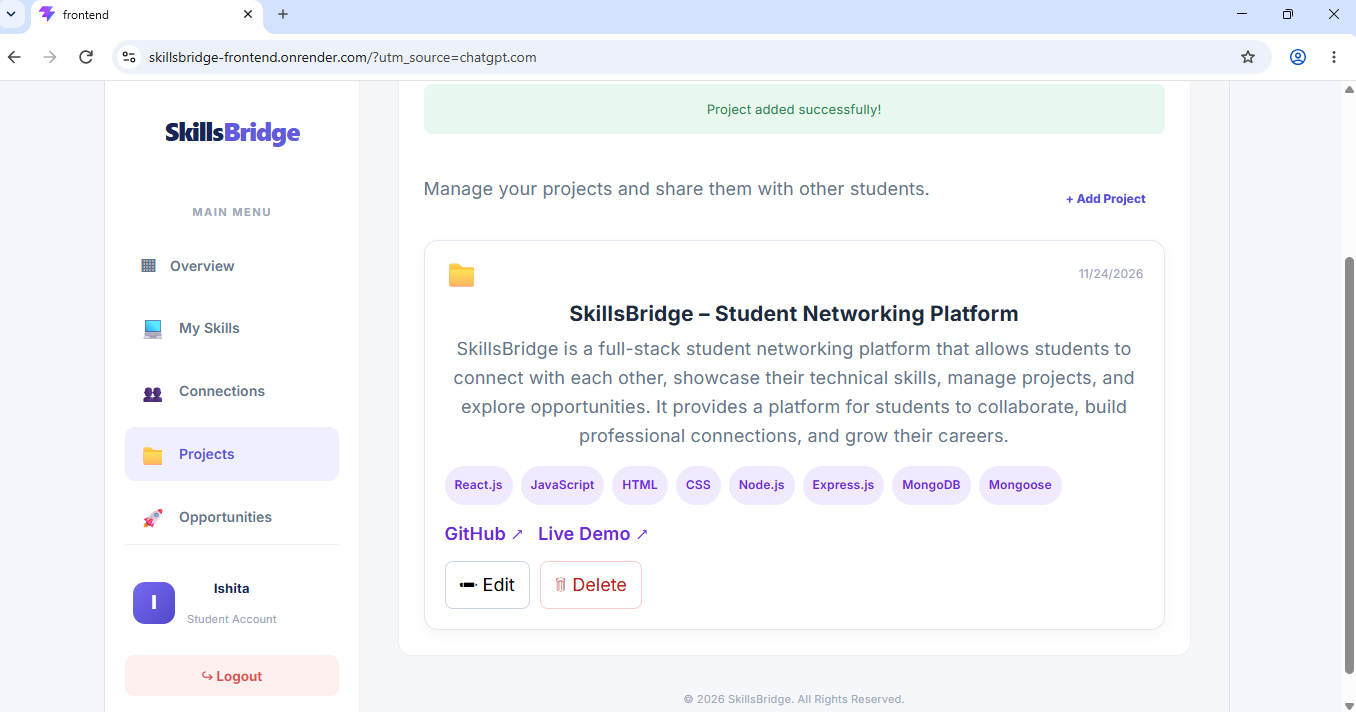 frontend
skillsbridge-frontend.onrender.com/?utm_source=chatgpt.com
SkillsBridge
MAIN MENU
Overview
My Skills
Connections
Projects
Opportunities
I
Ishita
Student Account
Logout
Project added successfully!
Manage your projects and share them with other students.
+ Add Project
11/24/2026
SkillsBridge – Student Networking Platform
SkillsBridge is a full-stack student networking platform that allows students to
connect with each other, showcase their technical skills, manage projects, and
explore opportunities. It provides a platform for students to collaborate, build
professional connections, and grow their careers.
React.js JavaScript HTML CSS Node.js Express.js MongoDB Mongoose
GitHub ↗ Live Demo ↗
Edit Delete
© 2026 SkillsBridge. All Rights Reserved.